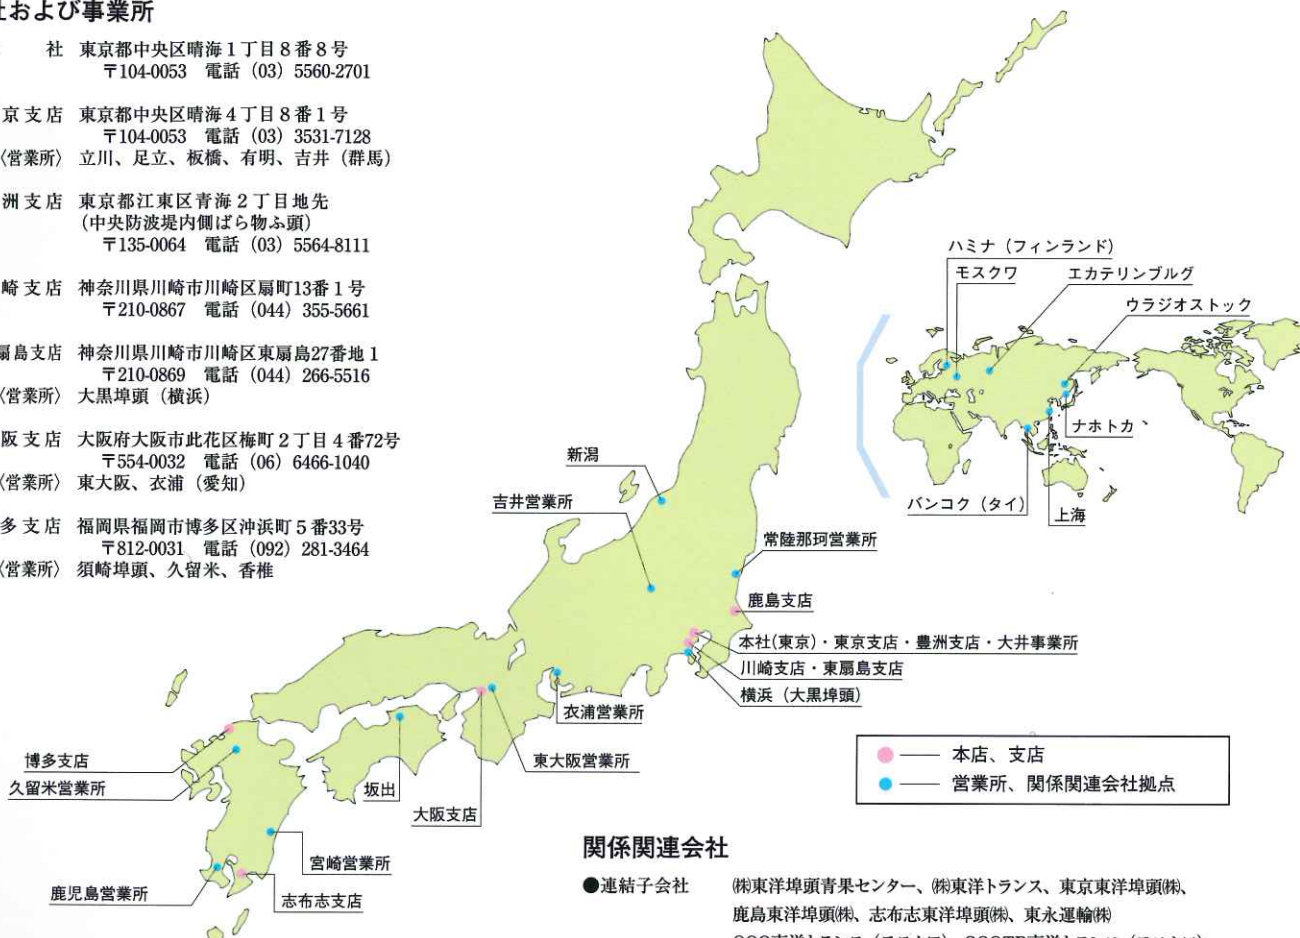 社および事業所
社 東京都中央区晴海1丁目8番8号
〒104-0053 電話（03）5560-2701
京支店 東京都中央区晴海4丁目8番1号
〒104-0053 電話（03）3531-7128
〈営業所〉 立川、足立、板橋、有明、吉井（群馬）
洲支店 東京都江東区青海2丁目地先
（中央防波堤内側ばら物ふ頭）
〒135-0064 電話（03）5564-8111
崎支店 神奈川県川崎市川崎区扇町13番1号
〒210-0867 電話（044）355-5661
扇島支店 神奈川県川崎市川崎区東扇島27番地1
〒210-0869 電話（044）266-5516
〈営業所〉 大黒埠頭（横浜）
阪支店 大阪府大阪市此花区梅町2丁目4番72号
〒554-0032 電話（06）6466-1040
〈営業所〉 東大阪、衣浦（愛知）
多支店 福岡県福岡市博多区沖浜町5番33号
〒812-0031 電話（092）281-3464
〈営業所〉 須崎埠頭、久留米、香椎
ハミナ（フィンランド）
モスクワ
エカテリンブルグ
ウラジオストック
ナホトカ
バンコク（タイ）
上海
新潟
吉井営業所
常陸那珂営業所
鹿島支店
本社(東京)・東京支店・豊洲支店・大井事業所
川崎支店・東扇島支店
横浜（大黒埠頭）
衣浦営業所
東大阪営業所
坂出
大阪支店
博多支店
久留米営業所
宮崎営業所
鹿児島営業所
志布志支店
本店、支店
営業所、関係関連会社拠点
関係関連会社
●連結子会社 ㈱東洋埠頭青果センター、㈱東洋トランス、東京東洋埠頭㈱、
鹿島東洋埠頭㈱、志布志東洋埠頭㈱、東永運輸㈱